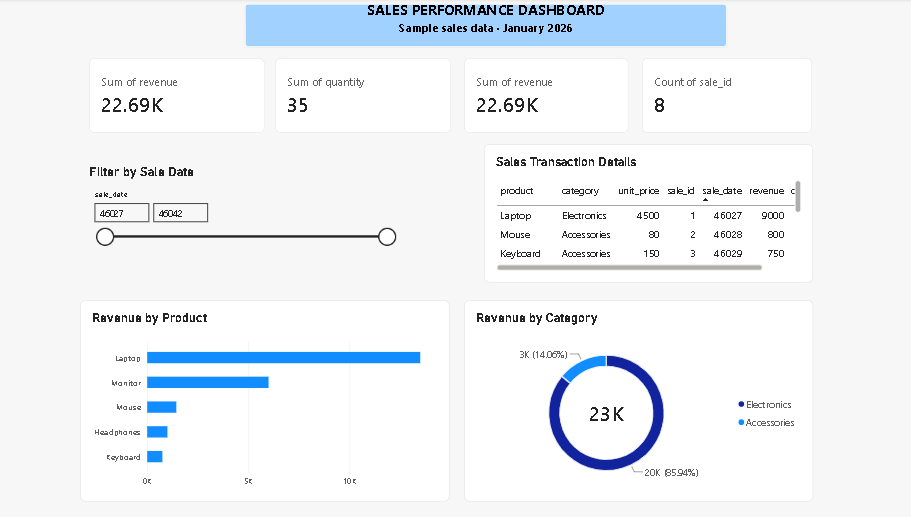 SALES PERFORMANCE DASHBOARD
Sample sales data - January 2026
Sum of revenue
22.69K
Sum of quantity
35
Sum of revenue
22.69K
Count of sale_id
8
Filter by Sale Date
sale_date
46027 46042
Sales Transaction Details
product category unit_price sale_id sale_date revenue
Laptop Electronics 4500 1 46027 9000
Mouse Accessories 80 2 46028 800
Keyboard Accessories 150 3 46029 750
Revenue by Product
Laptop
Monitor
Mouse
Headphones
Keyboard
0K 5K 10K
Revenue by Category
3K (14.06%)
23K
20K (85.94%)
Electronics
Accessories